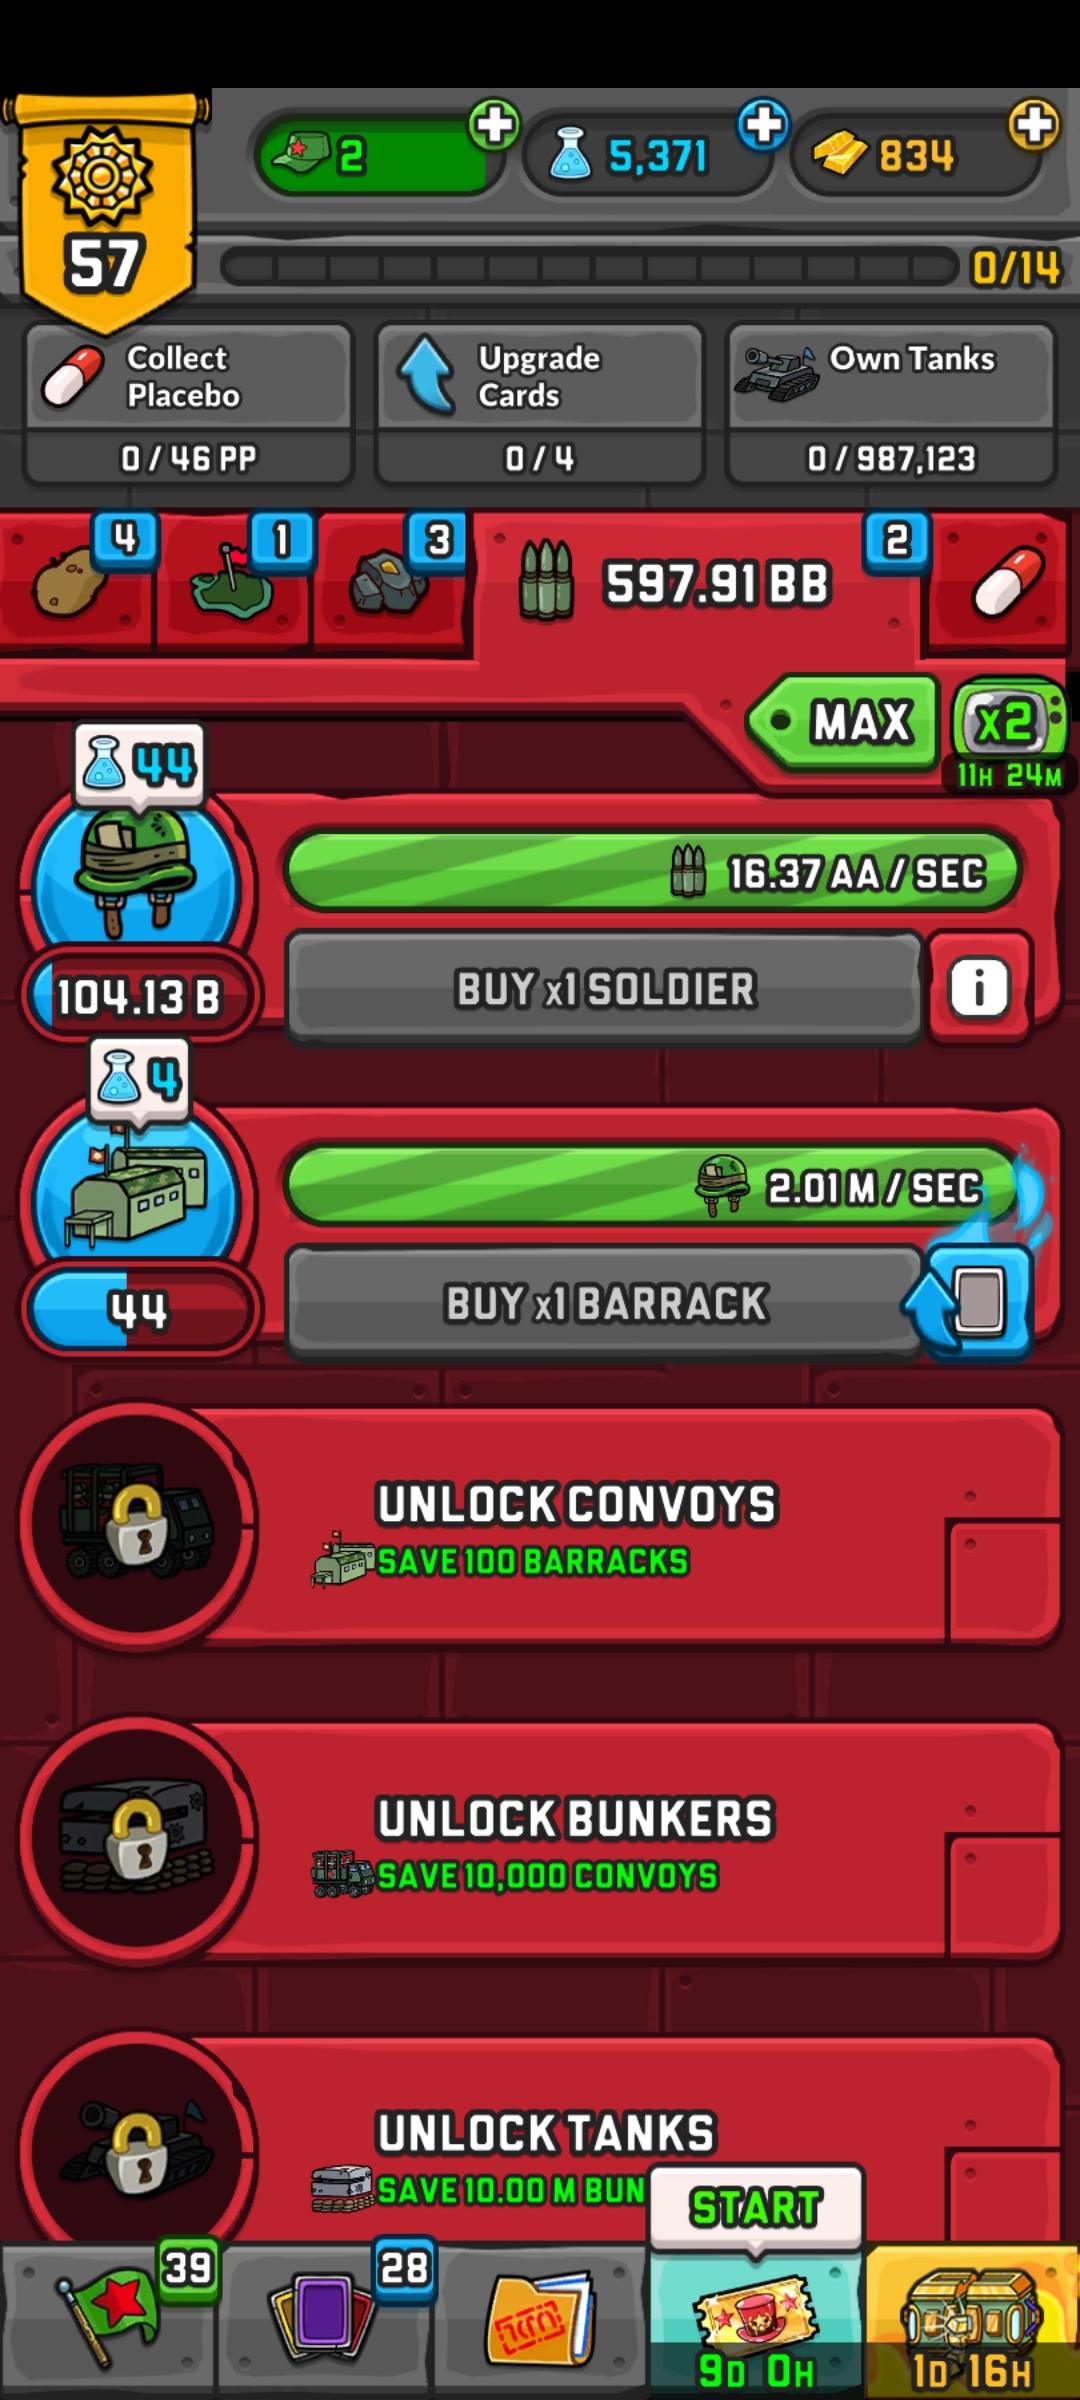 2
5,371
834
57
0/14
Collect
Placebo
0 / 46 PP
Upgrade
Cards
0 / 4
Own Tanks
0 / 987,123
4
1
3
597.91 BB
2
MAX
x2
11H 24M
44
16.37 AA / SEC
104.13 B
BUY x1 SOLDIER
i
4
2.01 M / SEC
44
BUY x1 BARRACK
UNLOCK CONVOYS
SAVE 100 BARRACKS
UNLOCK BUNKERS
SAVE 10,000 CONVOYS
UNLOCK TANKS
SAVE 10.00 M BUN
START
39
28
9D 0H
1D 16H